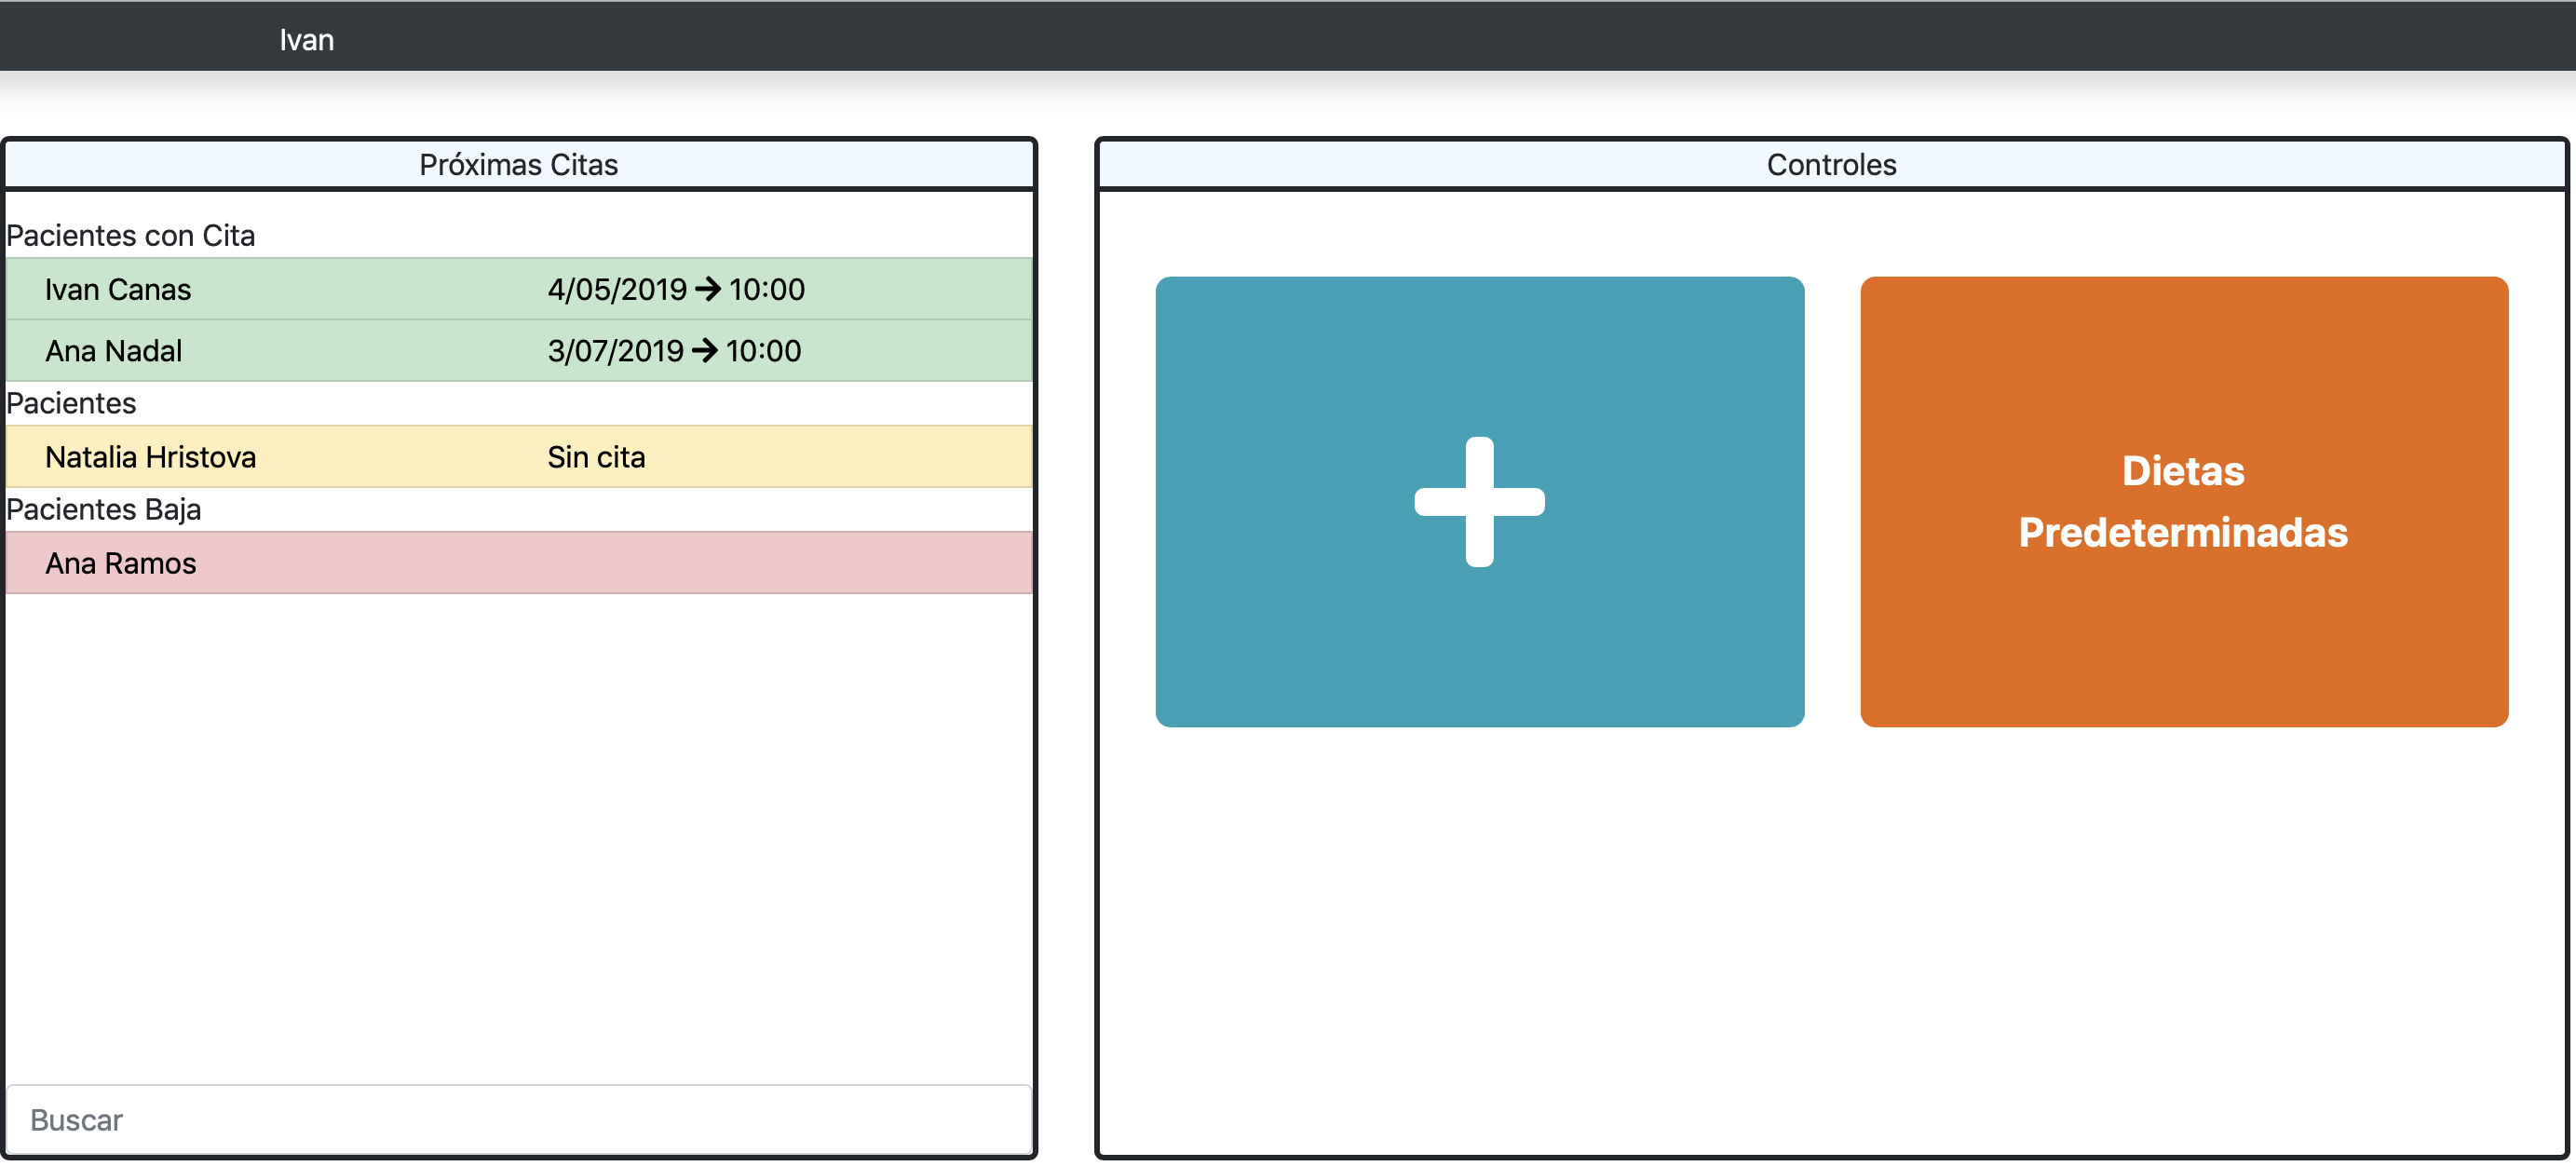 Ivan
Próximas Citas
Pacientes con Cita
Ivan Canas 4/05/2019 → 10:00
Ana Nadal 3/07/2019 → 10:00
Pacientes
Natalia Hristova Sin cita
Pacientes Baja
Ana Ramos
Buscar
Controles
Dietas
Predeterminadas